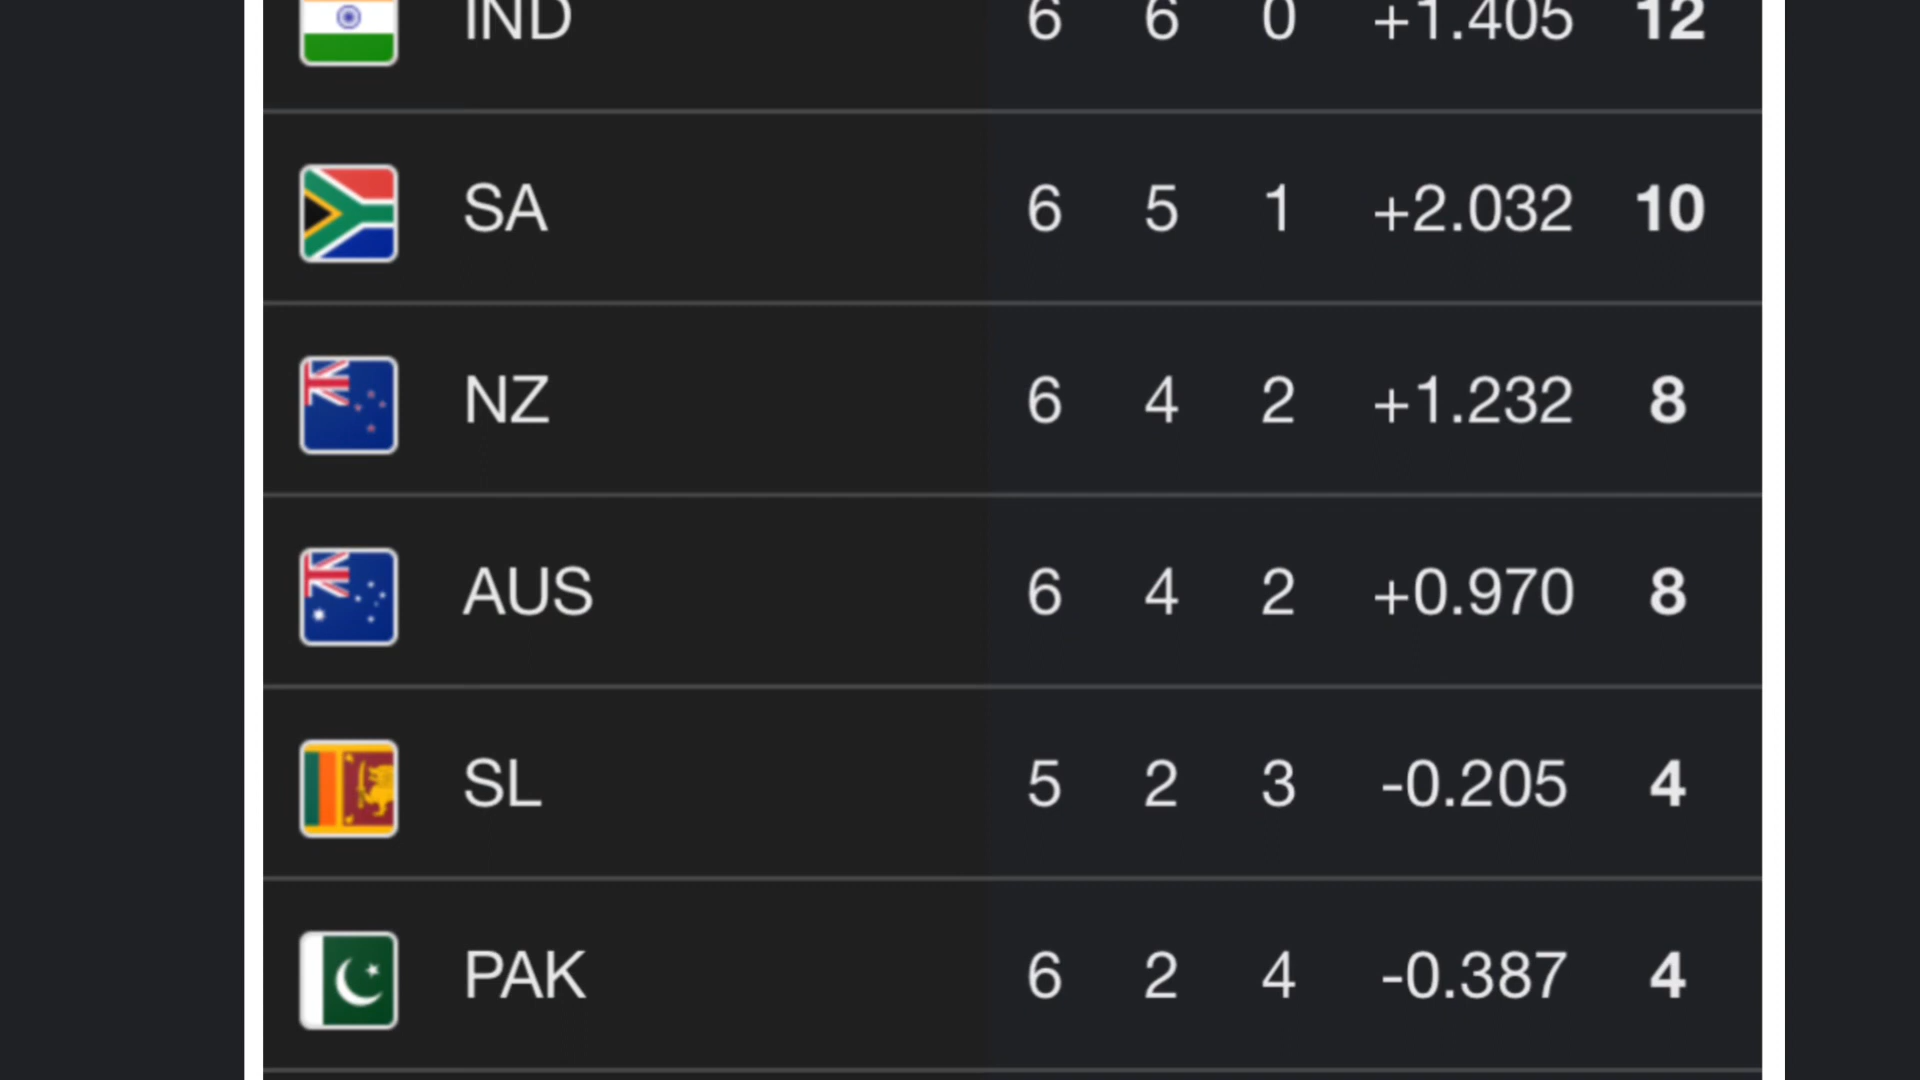 IND 6 6 0 +1.405 12
SA 6 5 1 +2.032 10
NZ 6 4 2 +1.232 8
AUS 6 4 2 +0.970 8
SL 5 2 3 -0.205 4
PAK 6 2 4 -0.387 4